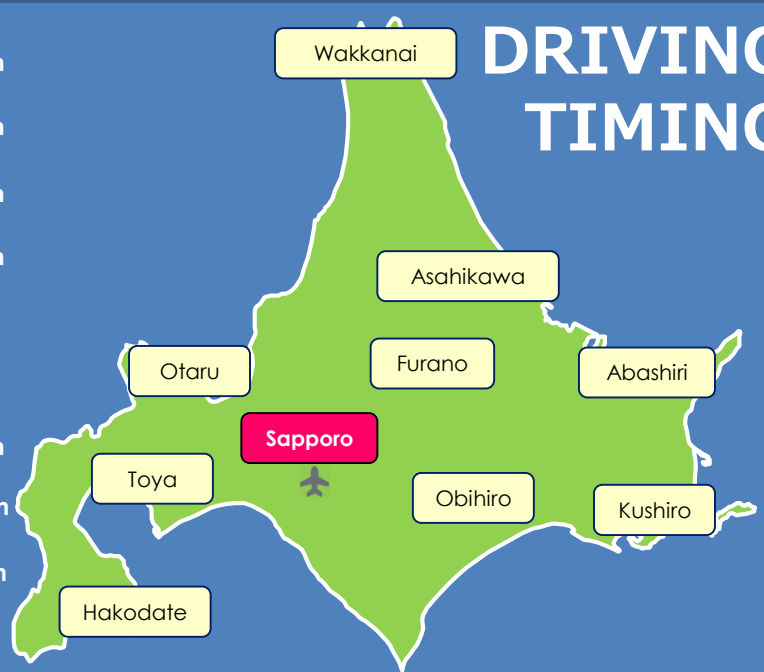 Wakkanai
DRIVING
TIMING
Asahikawa
Furano
Otaru
Abashiri
Sapporo
Toya
Obihiro
Kushiro
Hakodate